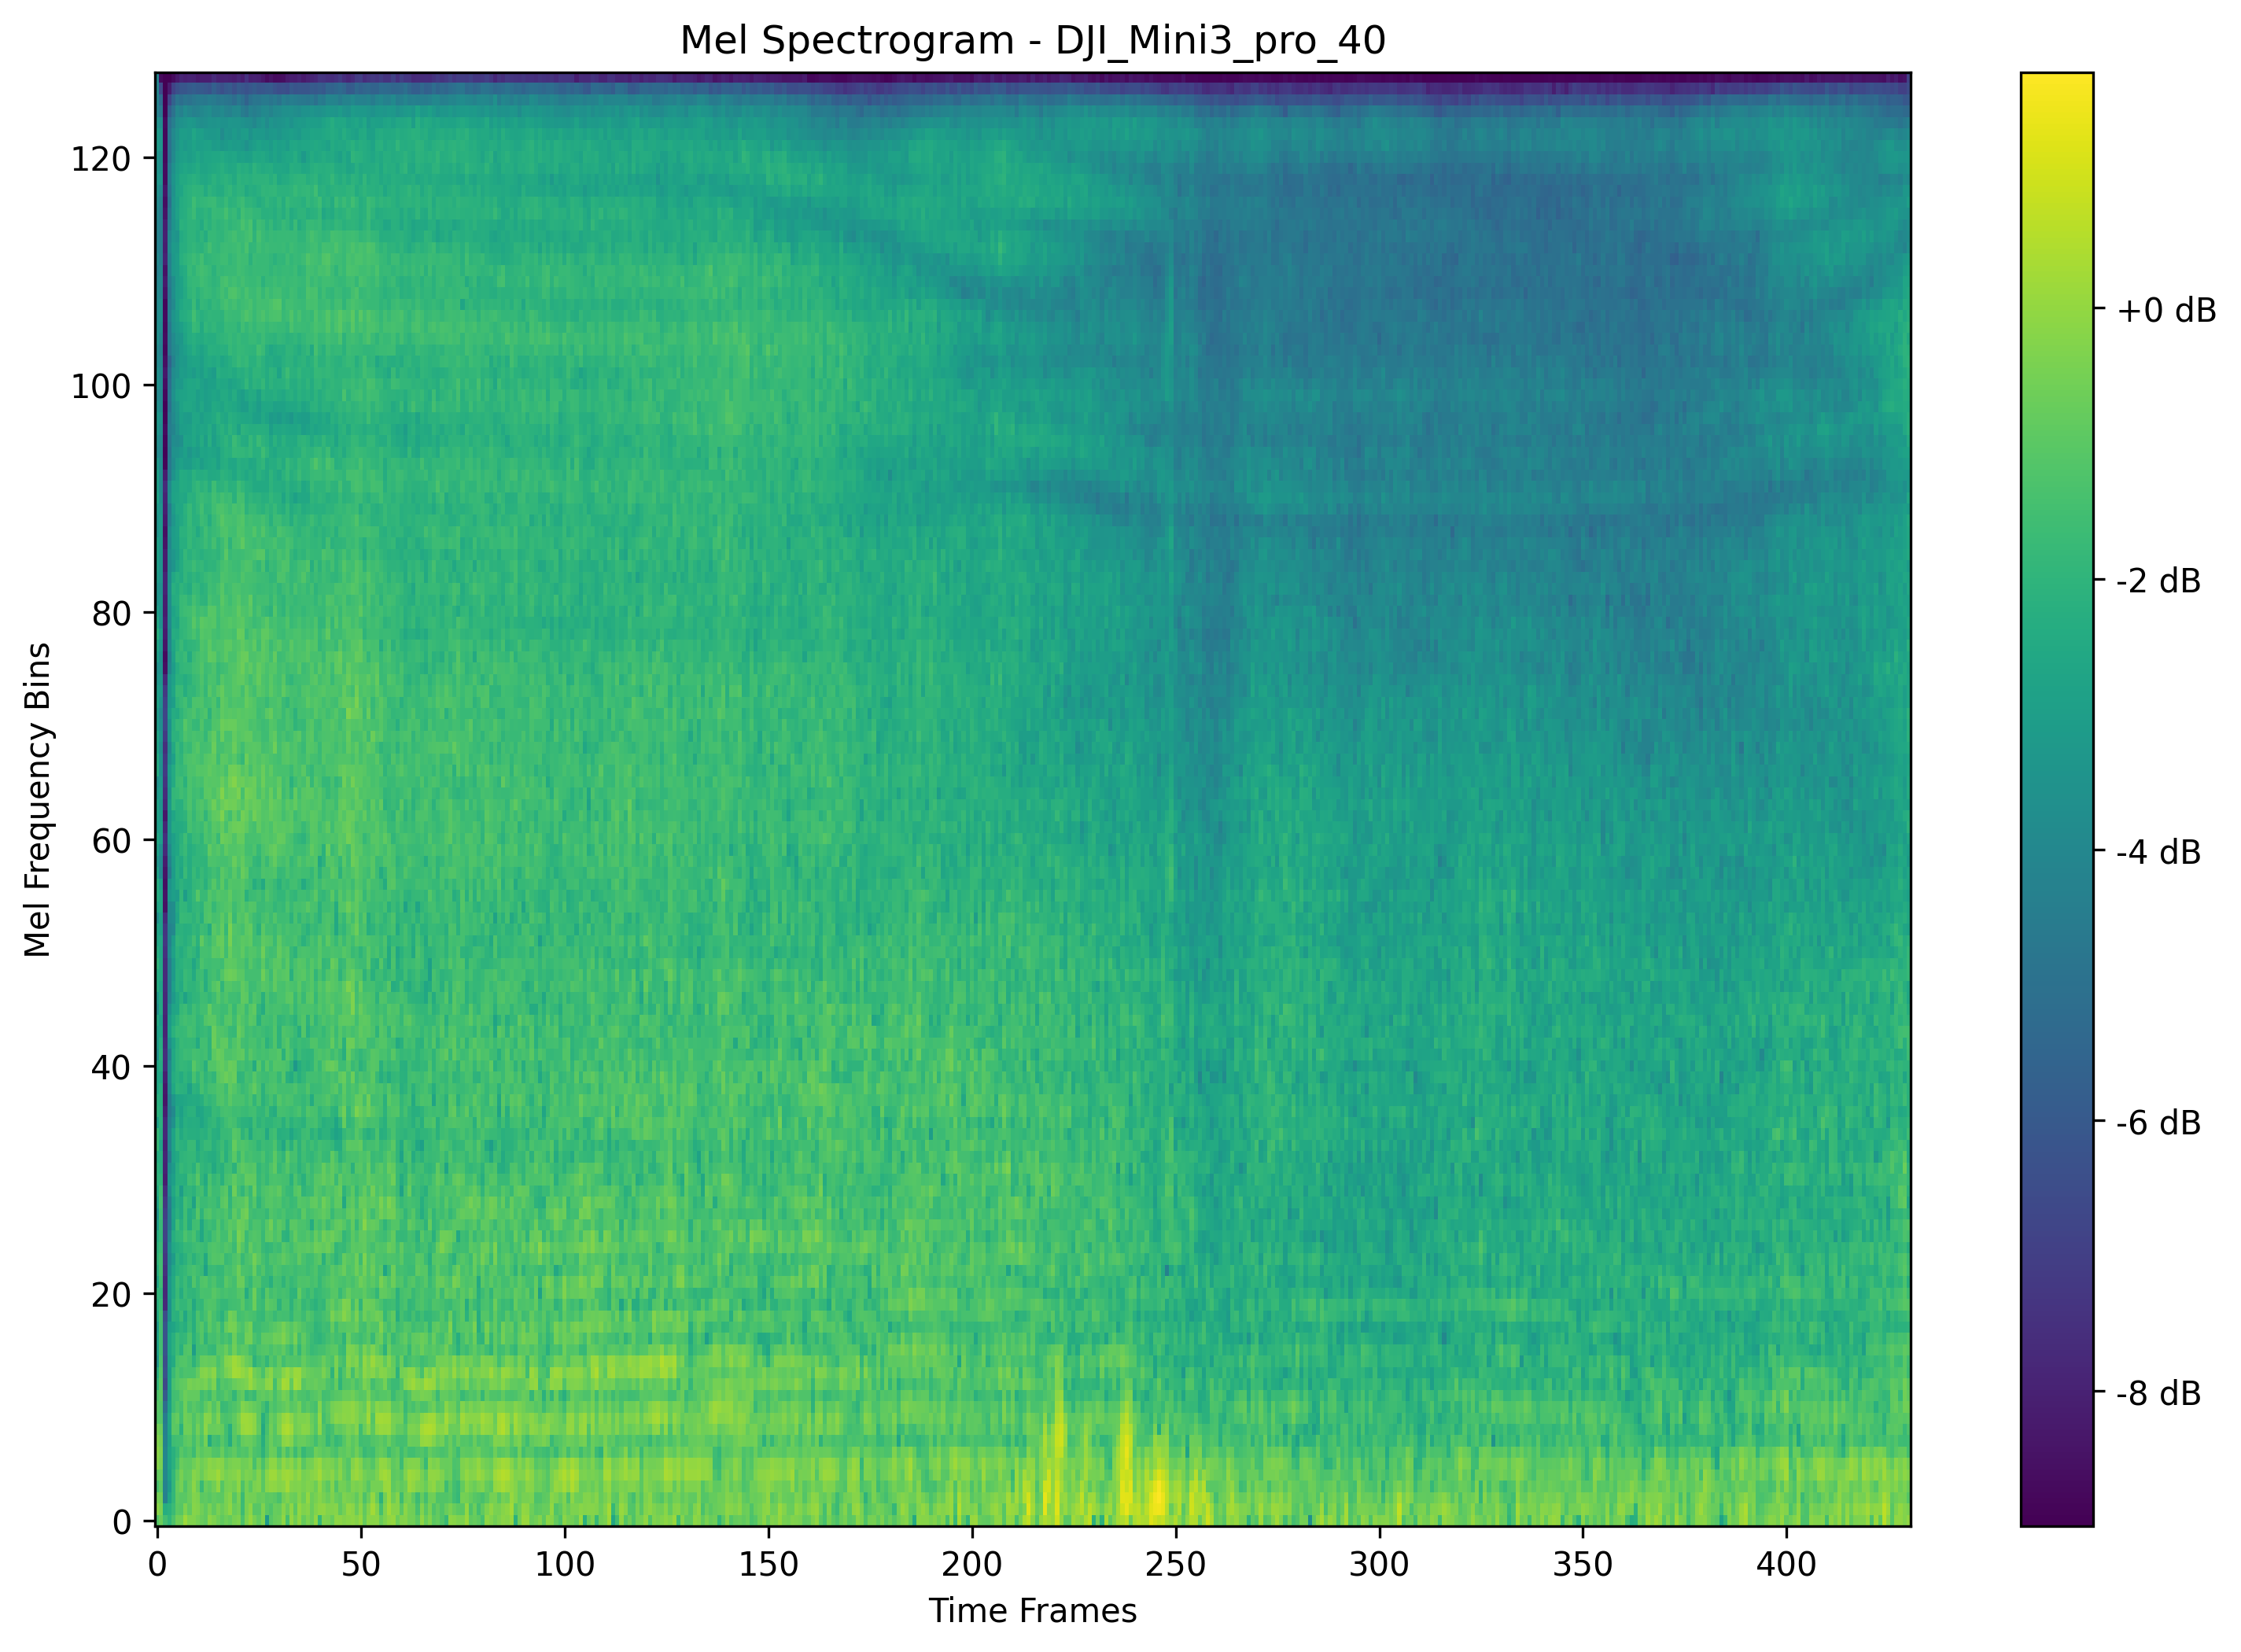 Mel Spectrogram - DJI_Mini3_pro_40
120
100
80
60
40
20
0
Mel Frequency Bins
0 50 100 150 200 250 300 350 400
Time Frames
+0 dB
-2 dB
-4 dB
-6 dB
-8 dB